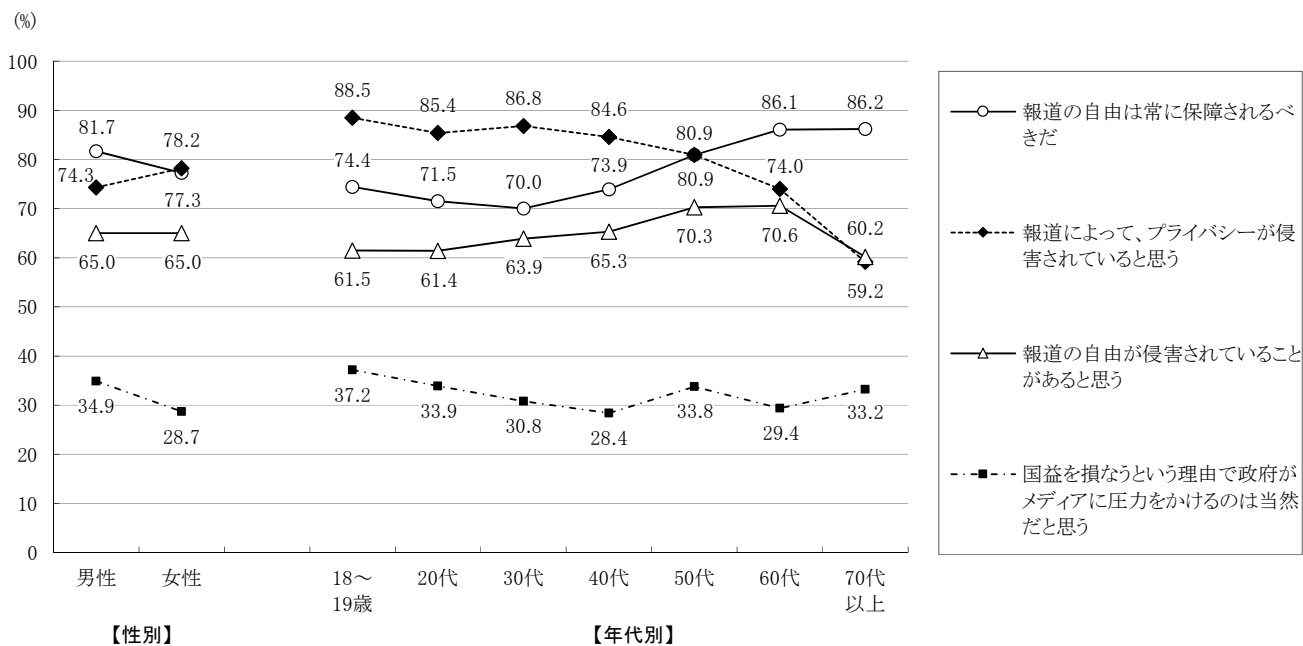 (%)
100
90
80
70
60
50
40
30
20
10
0
81.7
78.2
74.3
77.3
65.0
65.0
34.9
28.7
88.5
85.4
86.8
84.6
80.9
86.1
86.2
74.4
71.5
70.0
73.9
80.9
74.0
60.2
61.5
61.4
63.9
65.3
70.3
70.6
59.2
37.2
33.9
30.8
28.4
33.8
29.4
33.2
男性
女性
18～
19歳
20代
30代
40代
50代
60代
70代
以上
【性別】
【年代別】
報道の自由は常に保障されるべ
きだ
報道によって、プライバシーが侵
害されていると思う
報道の自由が侵害されていること
があると思う
国益を損なうという理由で政府が
メディアに圧力をかけるのは当然
だと思う